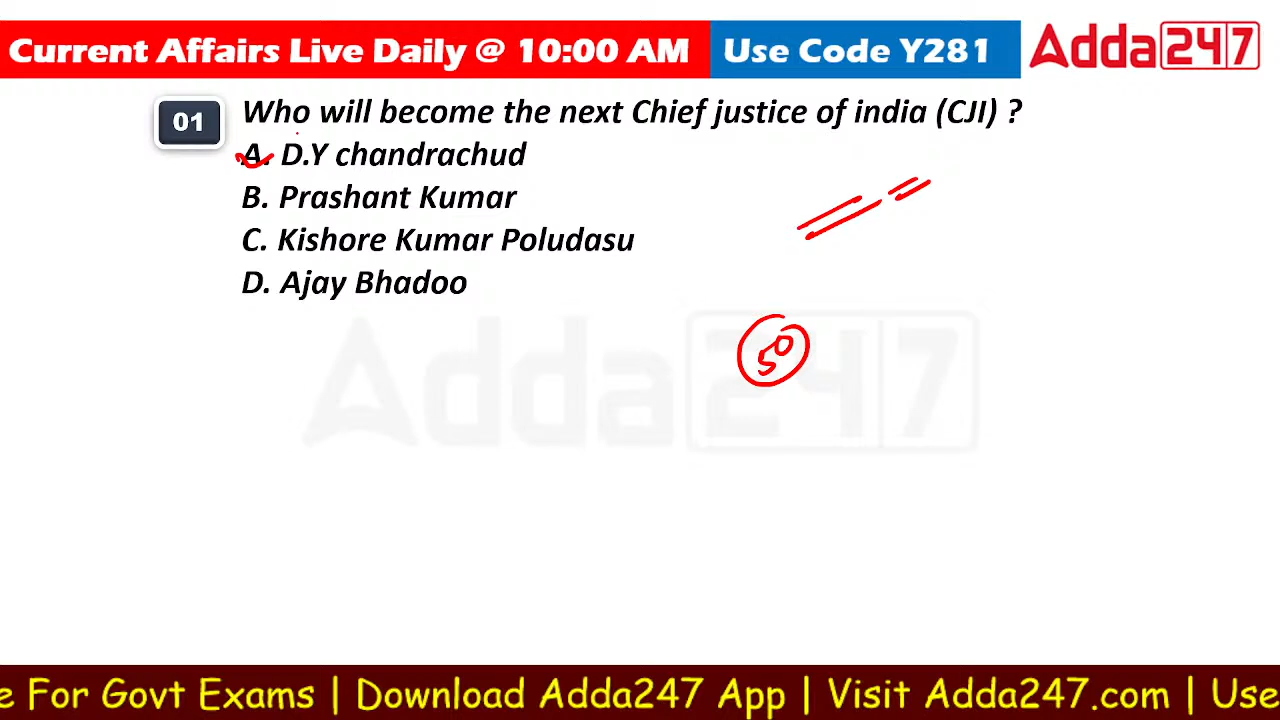 Current Affairs Live Daily @ 10:00 AM
Use Code Y281
Adda247
01
Who will become the next Chief justice of india (CJI) ?
A. D.Y chandrachud
B. Prashant Kumar
C. Kishore Kumar Poludasu
D. Ajay Bhadoo
50
Adda247
e For Govt Exams | Download Adda247 App | Visit Adda247.com | Use